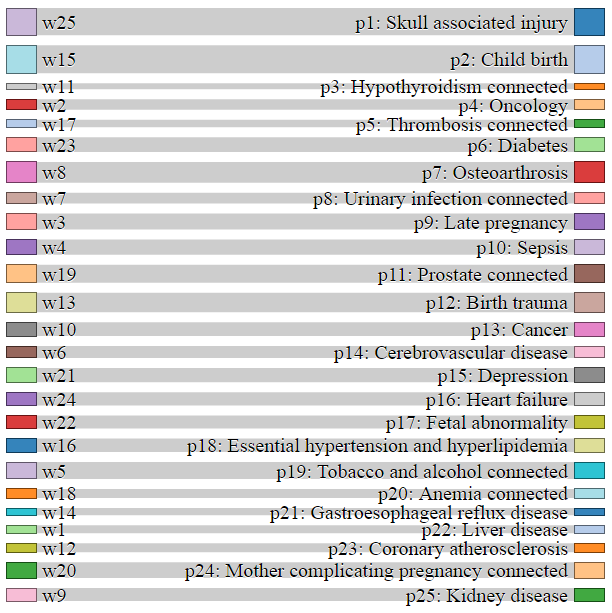 w25 p1: Skull associated injury
w15 p2: Child birth
w11 p3: Hypothyroidism connected
w2 p4: Oncology
w17 p5: Thrombosis connected
w23 p6: Diabetes
w8 p7: Osteoarthrosis
w7 p8: Urinary infection connected
w3 p9: Late pregnancy
w4 p10: Sepsis
w19 p11: Prostate connected
w13 p12: Birth trauma
w10 p13: Cancer
w6 p14: Cerebrovascular disease
w21 p15: Depression
w24 p16: Heart failure
w22 p17: Fetal abnormality
w16 p18: Essential hypertension and hyperlipidemia
w5 p19: Tobacco and alcohol connected
w18 p20: Anemia connected
w14 p21: Gastroesophageal reflux disease
w1 p22: Liver disease
w12 p23: Coronary atherosclerosis
w20 p24: Mother complicating pregnancy connected
w9 p25: Kidney disease